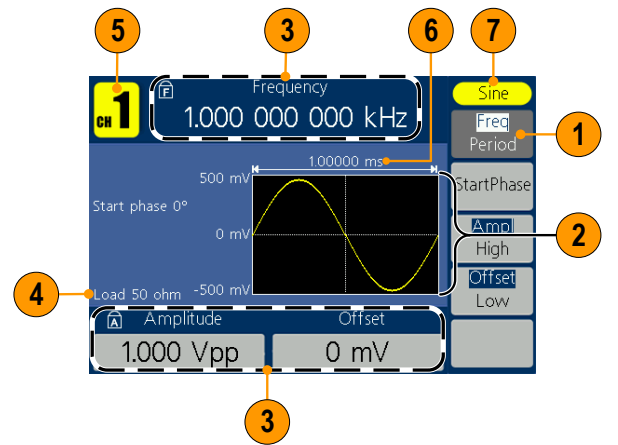 5
3
6
7
CH 1
F
Frequency
1.000 000 000 kHz
Sine
Freq
Period
1
1.00000 ms
500 mV
StartPhase
Start phase 0°
0 mV
Ampl
High
2
4
Load 50 ohm
-500 mV
Offset
Low
A
Amplitude
Offset
1.000 Vpp
0 mV
3